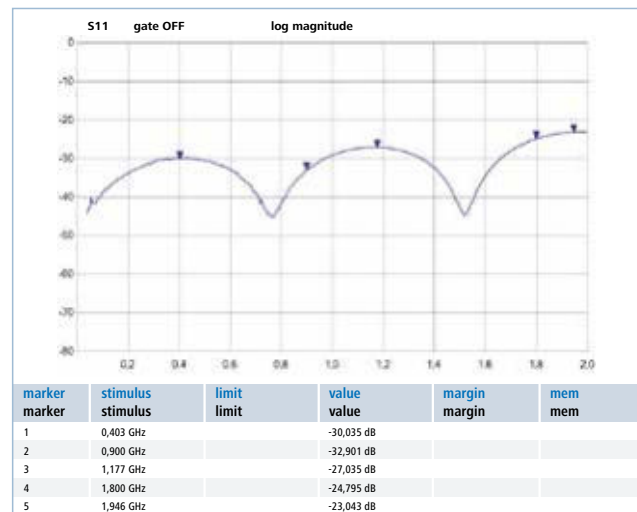 S11 gate OFF log magnitude
0
-10
-20
-30
-40
-50
-60
-70
-80
0,2 0,4 0,6 0,8 1,0 1,2 1,4 1,6 1,8 2,0
marker stimulus limit value margin mem
marker stimulus limit value margin mem
1 0,403 GHz -30,035 dB
2 0,900 GHz -32,901 dB
3 1,177 GHz -27,035 dB
4 1,800 GHz -24,795 dB
5 1,946 GHz -23,043 dB